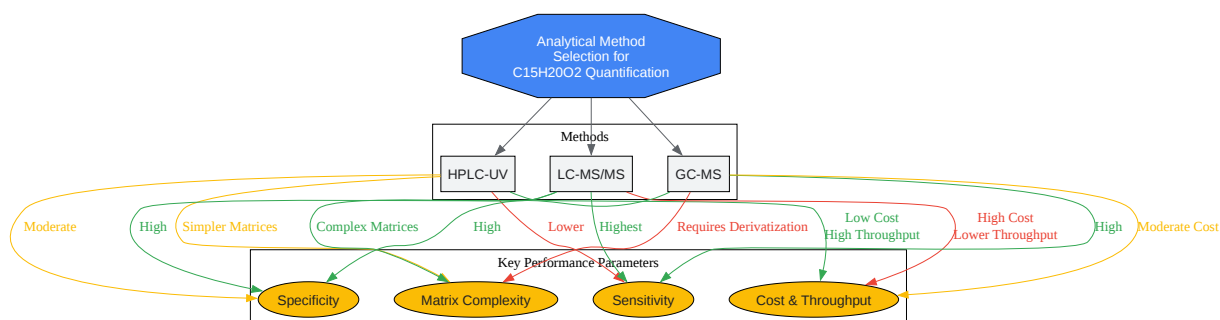 Analytical Method
Selection for
C15H20O2 Quantification
Methods
HPLC-UV
LC-MS/MS
GC-MS
Moderate
High
Simpler Matrices
Complex Matrices
High
Lower
Highest
Requires Derivatization
Low Cost
High Throughput
High Cost
Lower Throughput
High
Moderate Cost
Key Performance Parameters
Specificity
Matrix Complexity
Sensitivity
Cost & Throughput